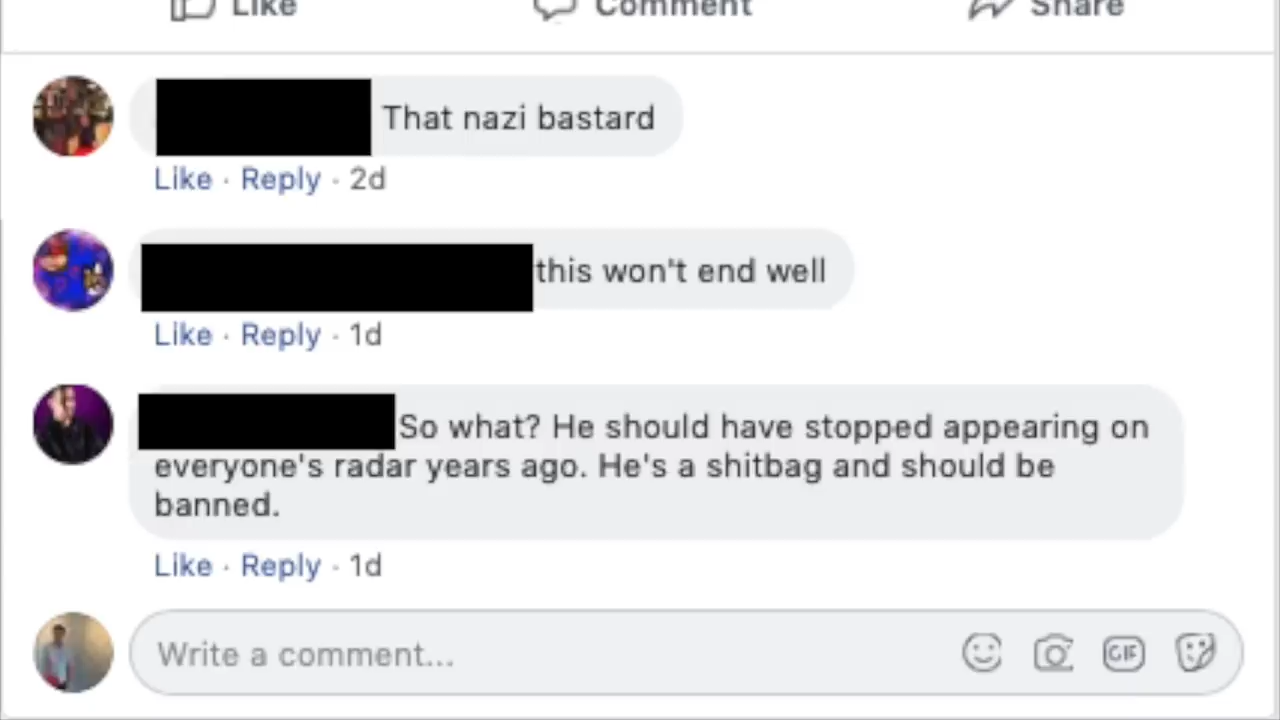 Like Comment Share
That nazi bastard
Like · Reply · 2d
this won't end well
Like · Reply · 1d
So what? He should have stopped appearing on
everyone's radar years ago. He's a shitbag and should be
banned.
Like · Reply · 1d
Write a comment...
GIF